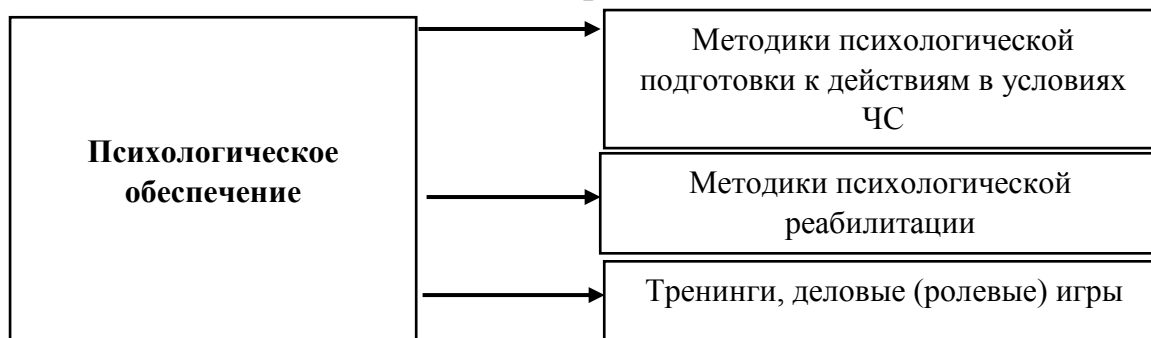 Психологическое
обеспечение
Методики психологической
подготовки к действиям в условиях
ЧС
Методики психологической
реабилитации
Тренинги, деловые (ролевые) игры